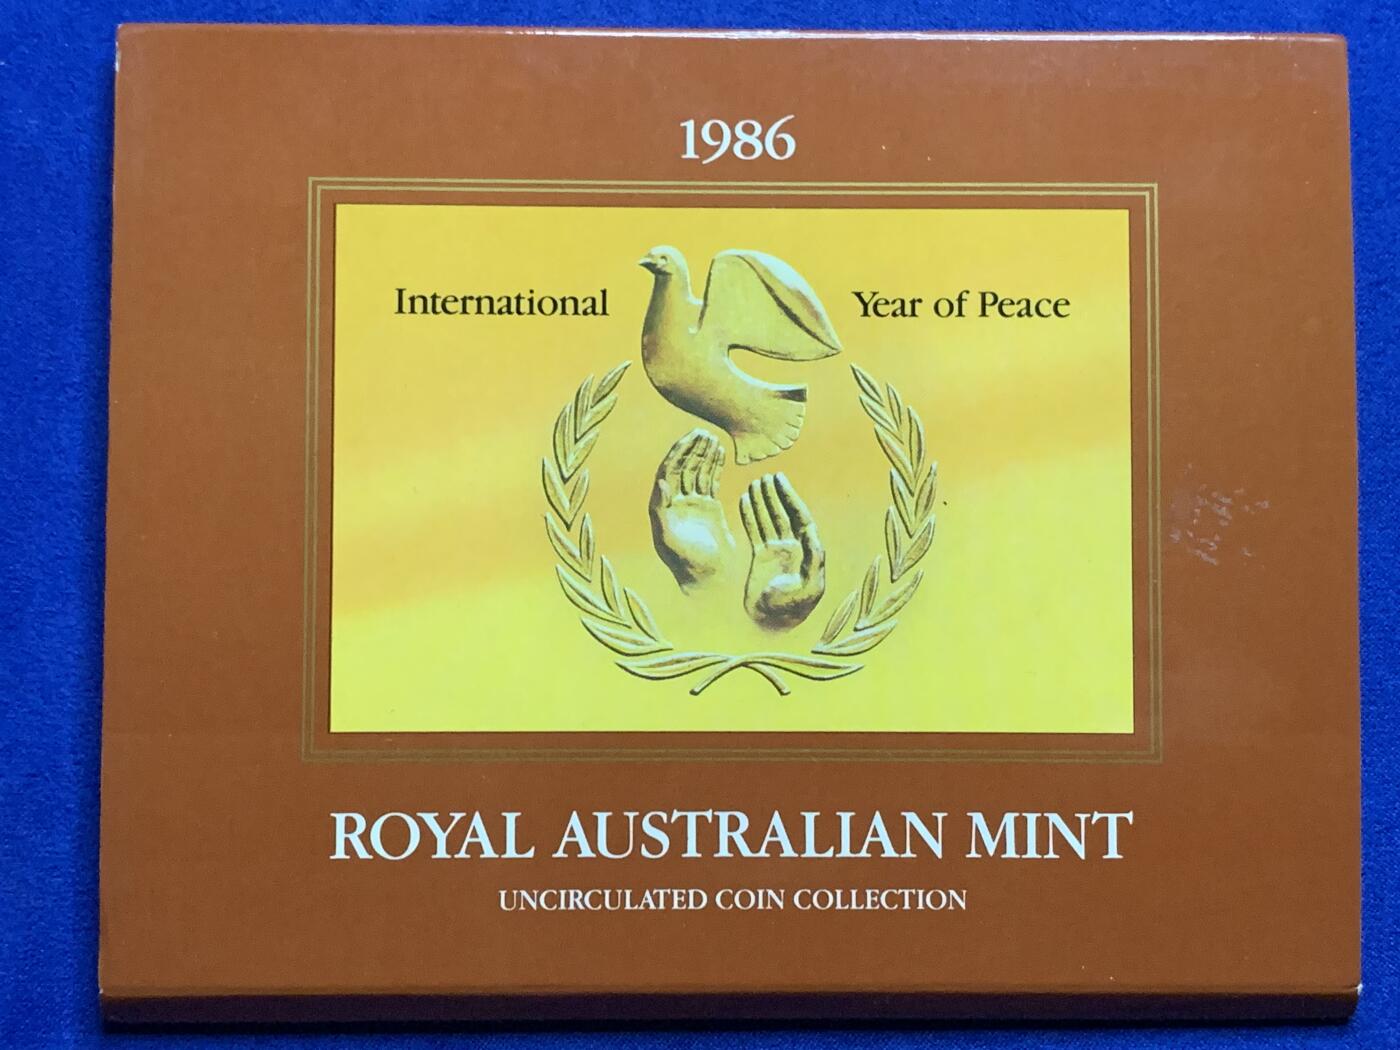 1986
International Year of Peace
ROYAL AUSTRALIAN MINT
UNCIRCULATED COIN COLLECTION